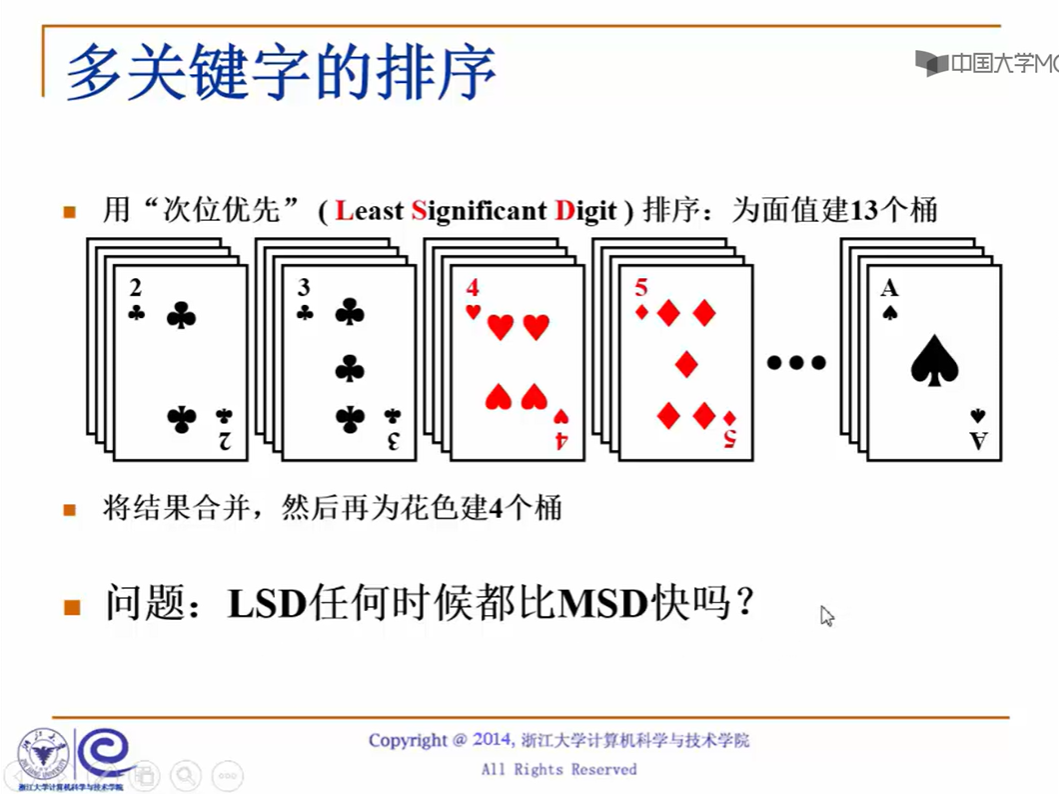 多关键字的排序
中国大学MO
用“次位优先” ( Least Significant Digit ) 排序：为面值建13个桶
2 3 4 5 A
2 3 4 5 A
将结果合并，然后再为花色建4个桶
问题：LSD任何时候都比MSD快吗？
Copyright @ 2014, 浙江大学计算机科学与技术学院
All Rights Reserved
浙江大学计算机科学与技术学院